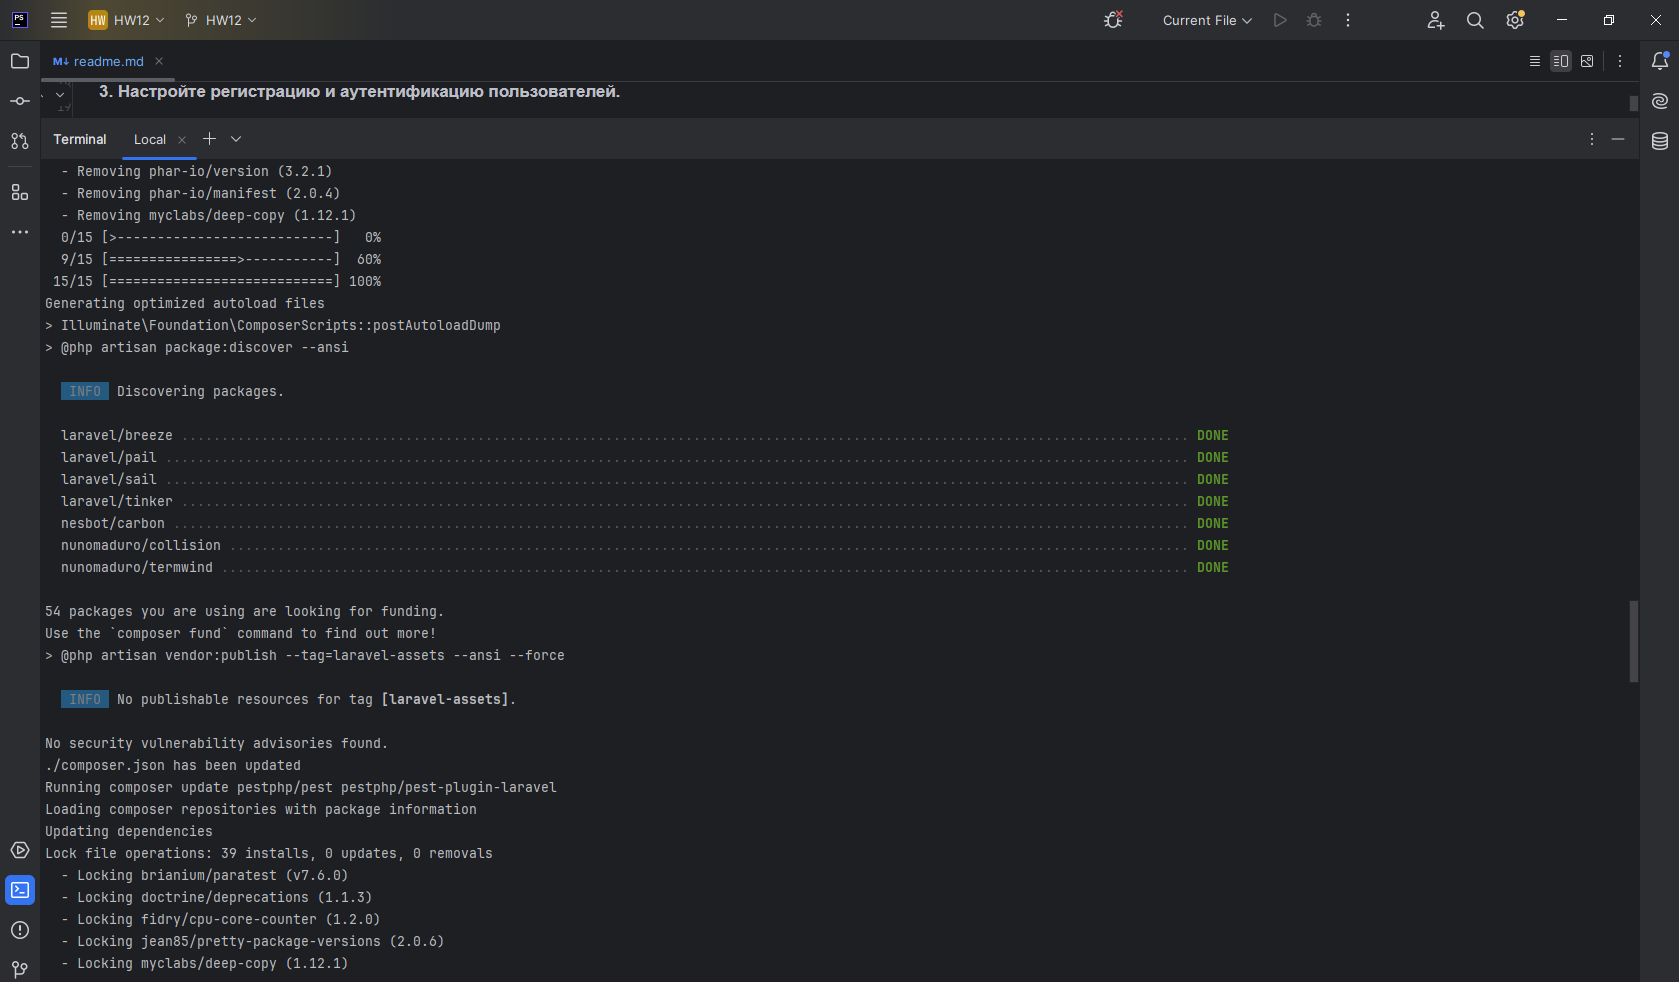 PS
HW HW12 HW12 Current File
M↓ readme.md
3. Настройте регистрацию и аутентификацию пользователей.
Terminal Local
- Removing phar-io/version (3.2.1)
- Removing phar-io/manifest (2.0.4)
- Removing myclabs/deep-copy (1.12.1)
0/15 [>---------------------------]   0%
9/15 [================>-----------]  60%
15/15 [============================] 100%
Generating optimized autoload files
> Illuminate\Foundation\ComposerScripts::postAutoloadDump
> @php artisan package:discover --ansi
INFO Discovering packages.
laravel/breeze ............................................................................................................................. DONE
laravel/pail ............................................................................................................................... DONE
laravel/sail ............................................................................................................................... DONE
laravel/tinker ............................................................................................................................. DONE
nesbot/carbon .............................................................................................................................. DONE
nunomaduro/collision ....................................................................................................................... DONE
nunomaduro/termwind ........................................................................................................................ DONE
54 packages you are using are looking for funding.
Use the `composer fund` command to find out more!
> @php artisan vendor:publish --tag=laravel-assets --ansi --force
INFO No publishable resources for tag [laravel-assets].
No security vulnerability advisories found.
./composer.json has been updated
Running composer update pestphp/pest pestphp/pest-plugin-laravel
Loading composer repositories with package information
Updating dependencies
Lock file operations: 39 installs, 0 updates, 0 removals
- Locking brianium/paratest (v7.6.0)
- Locking doctrine/deprecations (1.1.3)
- Locking fidry/cpu-core-counter (1.2.0)
- Locking jean85/pretty-package-versions (2.0.6)
- Locking myclabs/deep-copy (1.12.1)